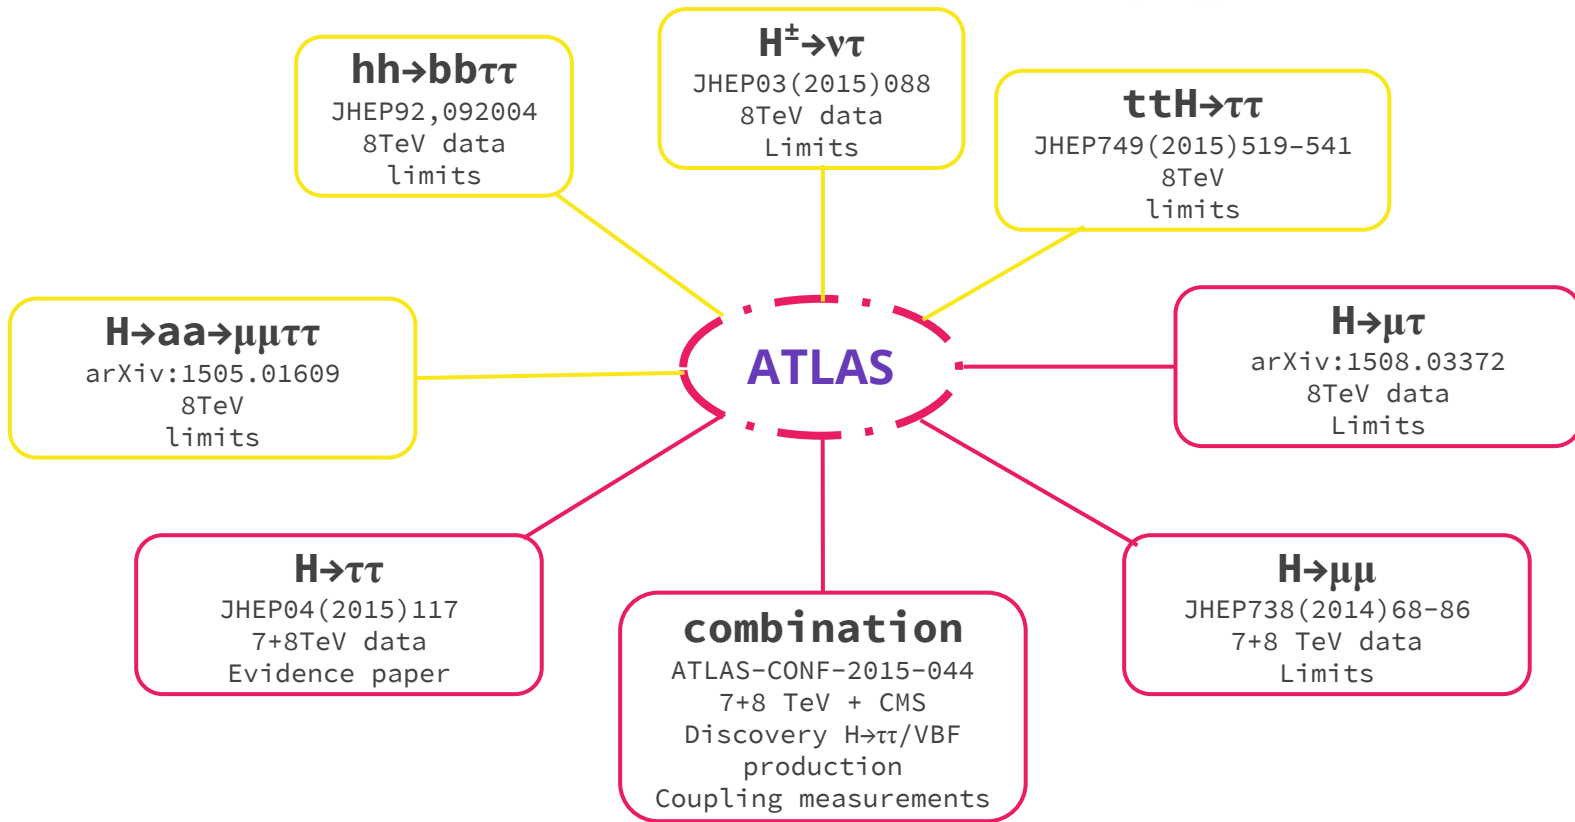 hh→bbττ
JHEP92,092004
8TeV data
limits
H±→ντ
JHEP03(2015)088
8TeV data
Limits
ttH→ττ
JHEP749(2015)519-541
8TeV
limits
H→aa→μμττ
arXiv:1505.01609
8TeV
limits
ATLAS
H→μτ
arXiv:1508.03372
8TeV data
Limits
H→ττ
JHEP04(2015)117
7+8TeV data
Evidence paper
combination
ATLAS-CONF-2015-044
7+8 TeV + CMS
Discovery H→ττ/VBF
production
Coupling measurements
H→μμ
JHEP738(2014)68-86
7+8 TeV data
Limits